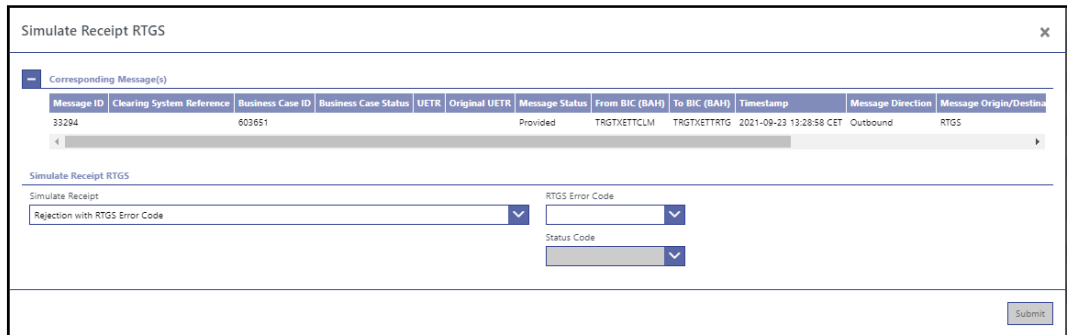 Simulate Receipt RTGS
Corresponding Message(s)
Message ID Clearing System Reference Business Case ID Business Case Status UETR Original UETR Message Status From BIC (BAH) To BIC (BAH) Timestamp Message Direction Message Origin/Destina
33294 603651 Provided TRGTXETTCLM TRGTXETTRTG 2021-09-23 13:28:58 CET Outbound RTGS
Simulate Receipt RTGS
Simulate Receipt RTGS Error Code
Rejection with RTGS Error Code
Status Code
Submit